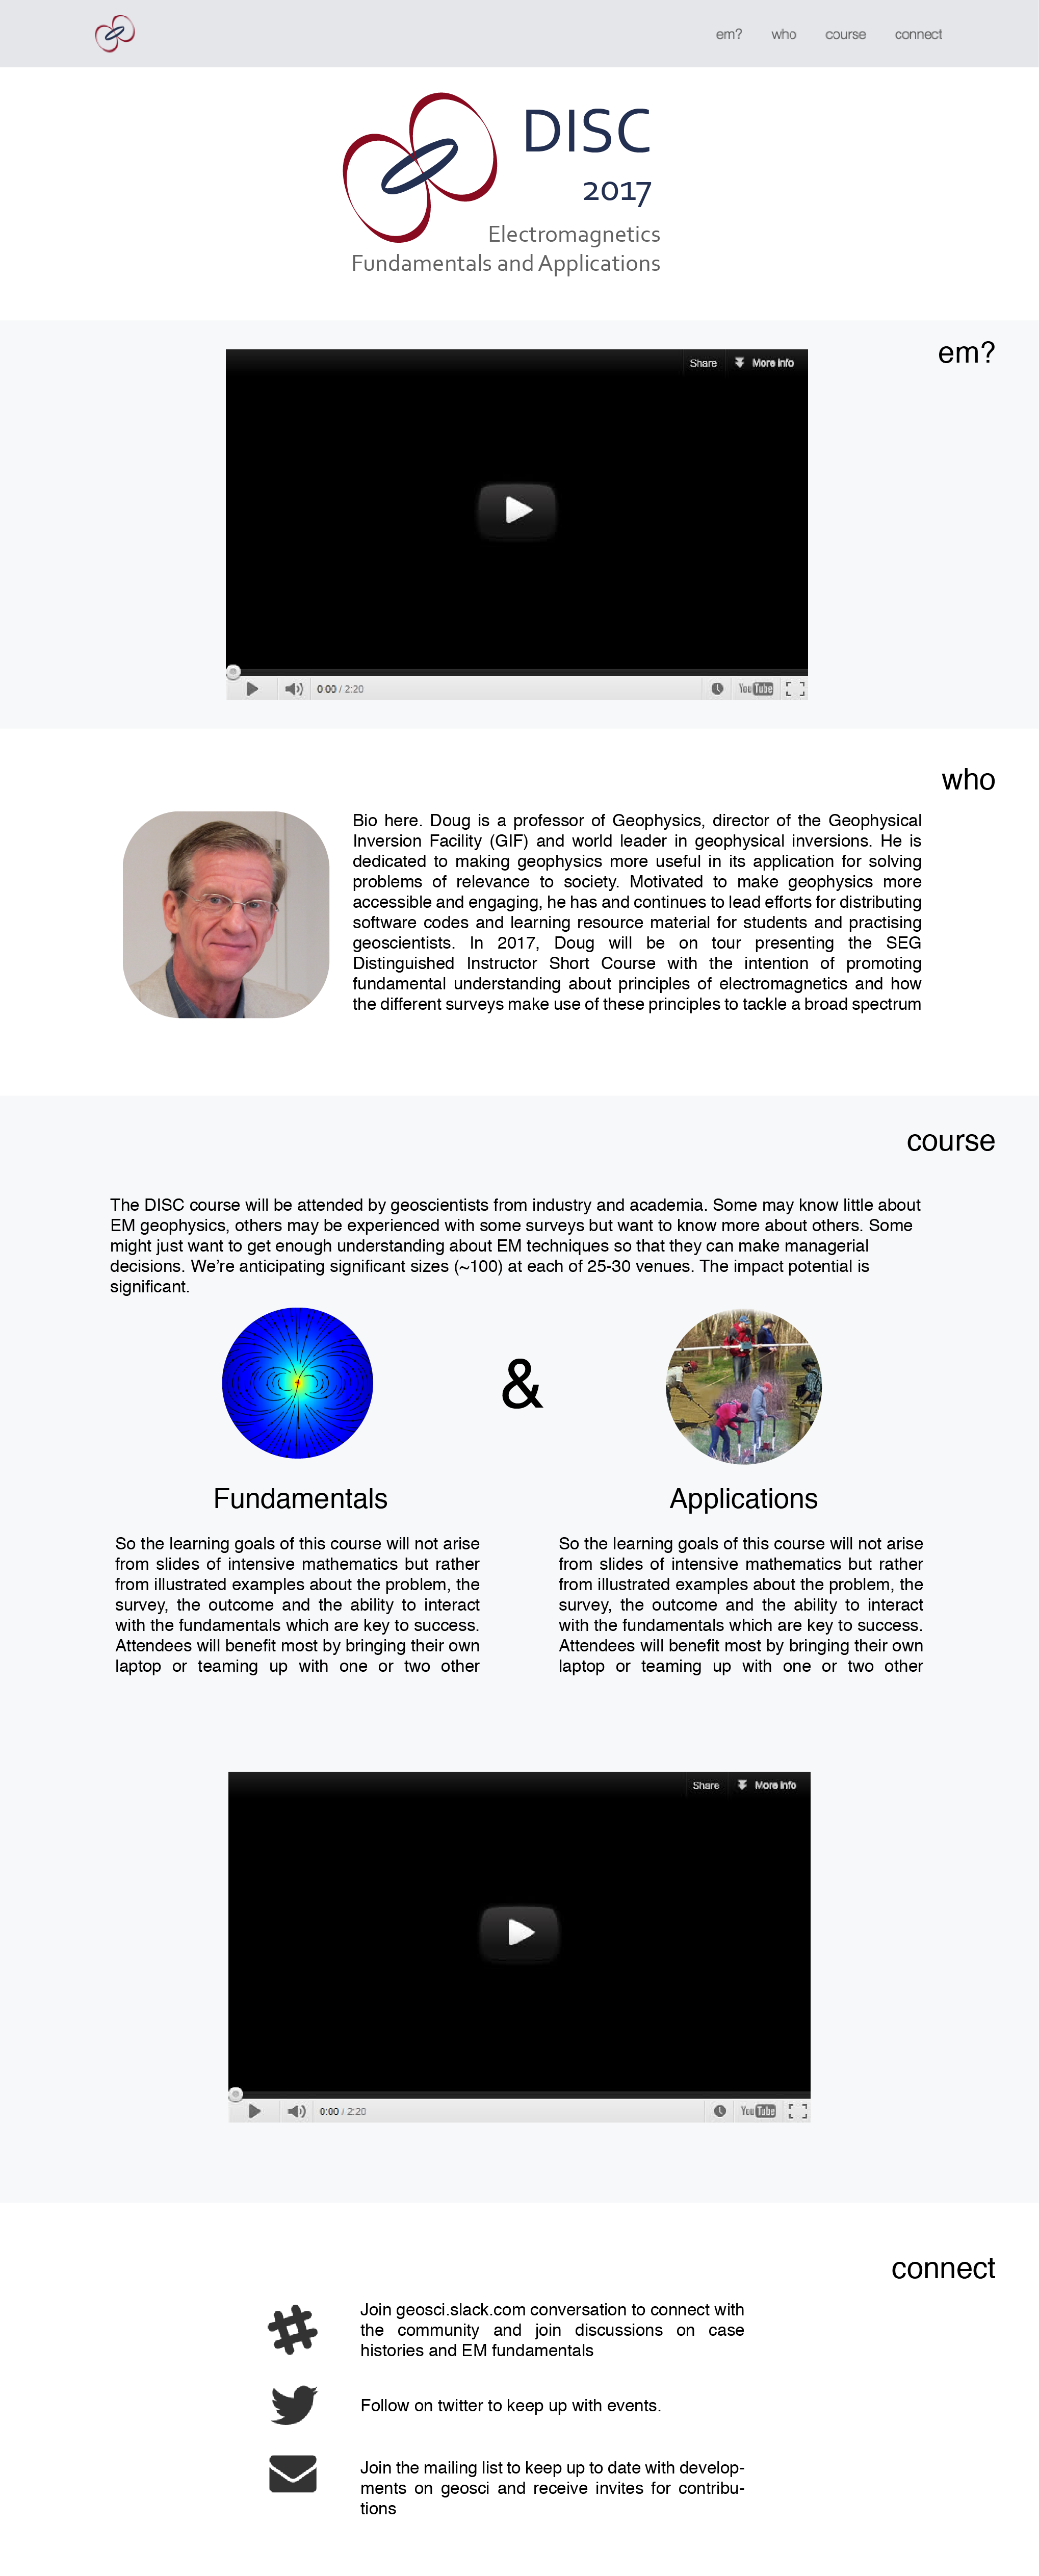 em? who course connect
DISC
2017
Electromagnetics
Fundamentals and Applications
em?
Share More info
0:00 / 2:20 YouTube
who
Bio here. Doug is a professor of Geophysics, director of the Geophysical
Inversion Facility (GIF) and world leader in geophysical inversions. He is
dedicated to making geophysics more useful in its application for solving
problems of relevance to society. Motivated to make geophysics more
accessible and engaging, he has and continues to lead efforts for distributing
software codes and learning resource material for students and practising
geoscientists. In 2017, Doug will be on tour presenting the SEG
Distinguished Instructor Short Course with the intention of promoting
fundamental understanding about principles of electromagnetics and how
the different surveys make use of these principles to tackle a broad spectrum
course
The DISC course will be attended by geoscientists from industry and academia. Some may know little about
EM geophysics, others may be experienced with some surveys but want to know more about others. Some
might just want to get enough understanding about EM techniques so that they can make managerial
decisions. We’re anticipating significant sizes (~100) at each of 25-30 venues. The impact potential is
significant.
&
Fundamentals
So the learning goals of this course will not arise
from slides of intensive mathematics but rather
from illustrated examples about the problem, the
survey, the outcome and the ability to interact
with the fundamentals which are key to success.
Attendees will benefit most by bringing their own
laptop or teaming up with one or two other
Applications
So the learning goals of this course will not arise
from slides of intensive mathematics but rather
from illustrated examples about the problem, the
survey, the outcome and the ability to interact
with the fundamentals which are key to success.
Attendees will benefit most by bringing their own
laptop or teaming up with one or two other
Share More info
0:00 / 2:20 YouTube
connect
Join geosci.slack.com conversation to connect with
the community and join discussions on case
histories and EM fundamentals
Follow on twitter to keep up with events.
Join the mailing list to keep up to date with develop-
ments on geosci and receive invites for contribu-
tions